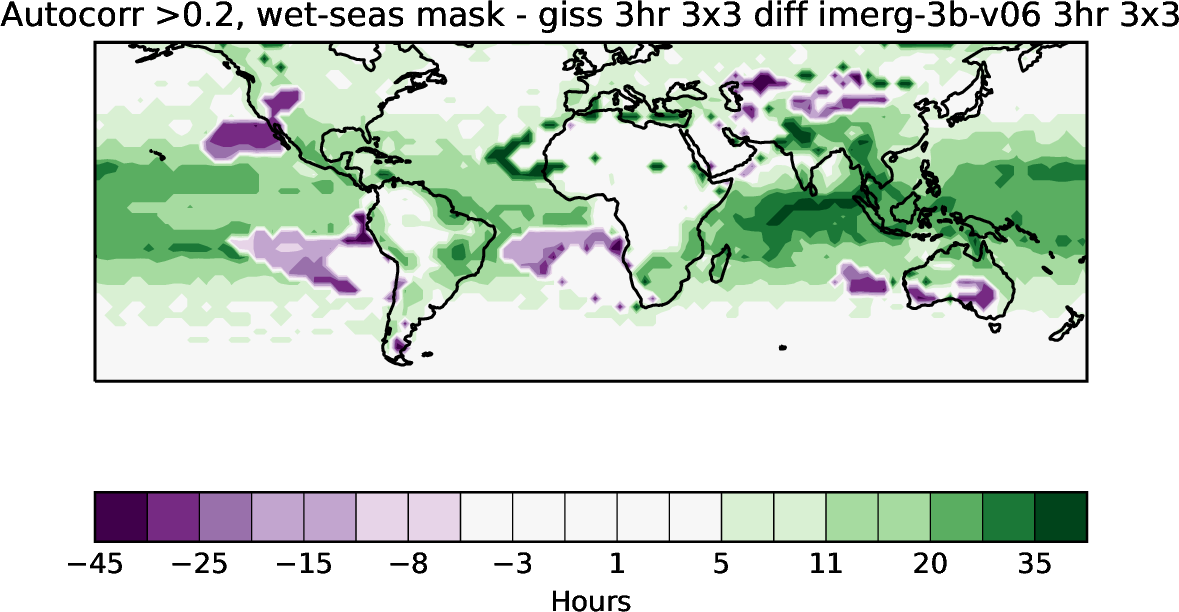 Autocorr >0.2, wet-seas mask - giss 3hr 3x3 diff imerg-3b-v06 3hr 3x3
−45 −25 −15 −8 −3 1 5 11 20 35
Hours